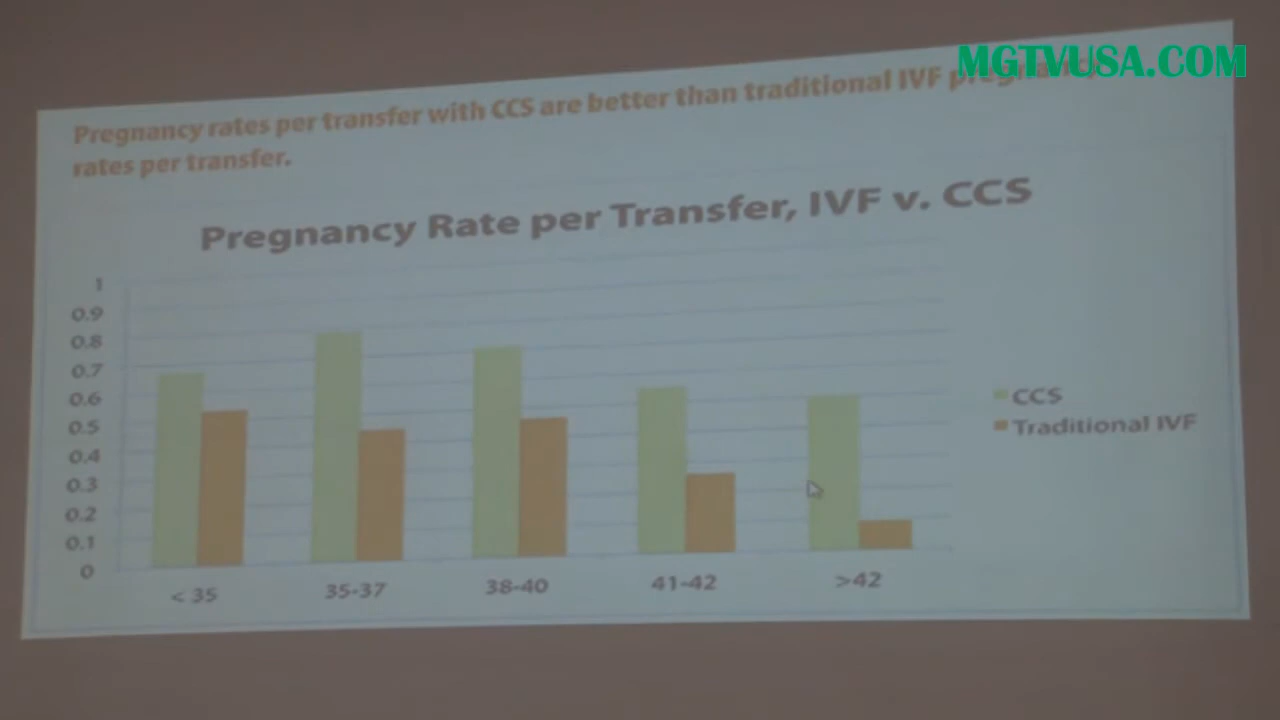 MGTVUSA.COM
Pregnancy rates per transfer with CCS are better than traditional IVF
rates per transfer.
Pregnancy Rate per Transfer, IVF v. CCS
1
0.9
0.8
0.7
0.6
0.5
0.4
0.3
0.2
0.1
0
< 35
35-37
38-40
41-42
>42
CCS
Traditional IVF